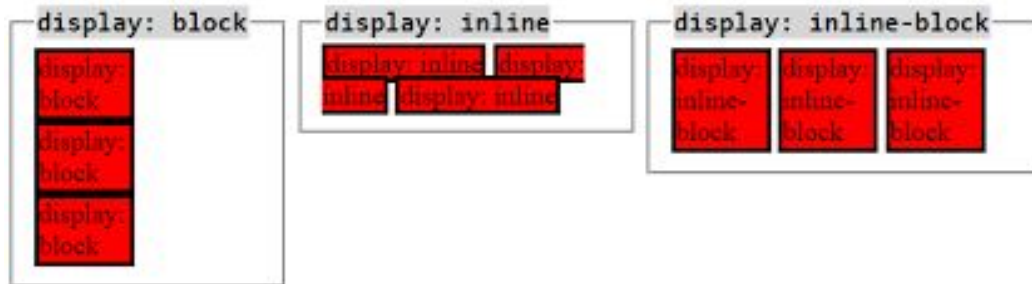 display: block
display:
block
display:
block
display:
block
display: inline
display: inline display:
inline display: inline
display: inline-block
display:
inline-
block
display:
inline-
block
display:
inline-
block